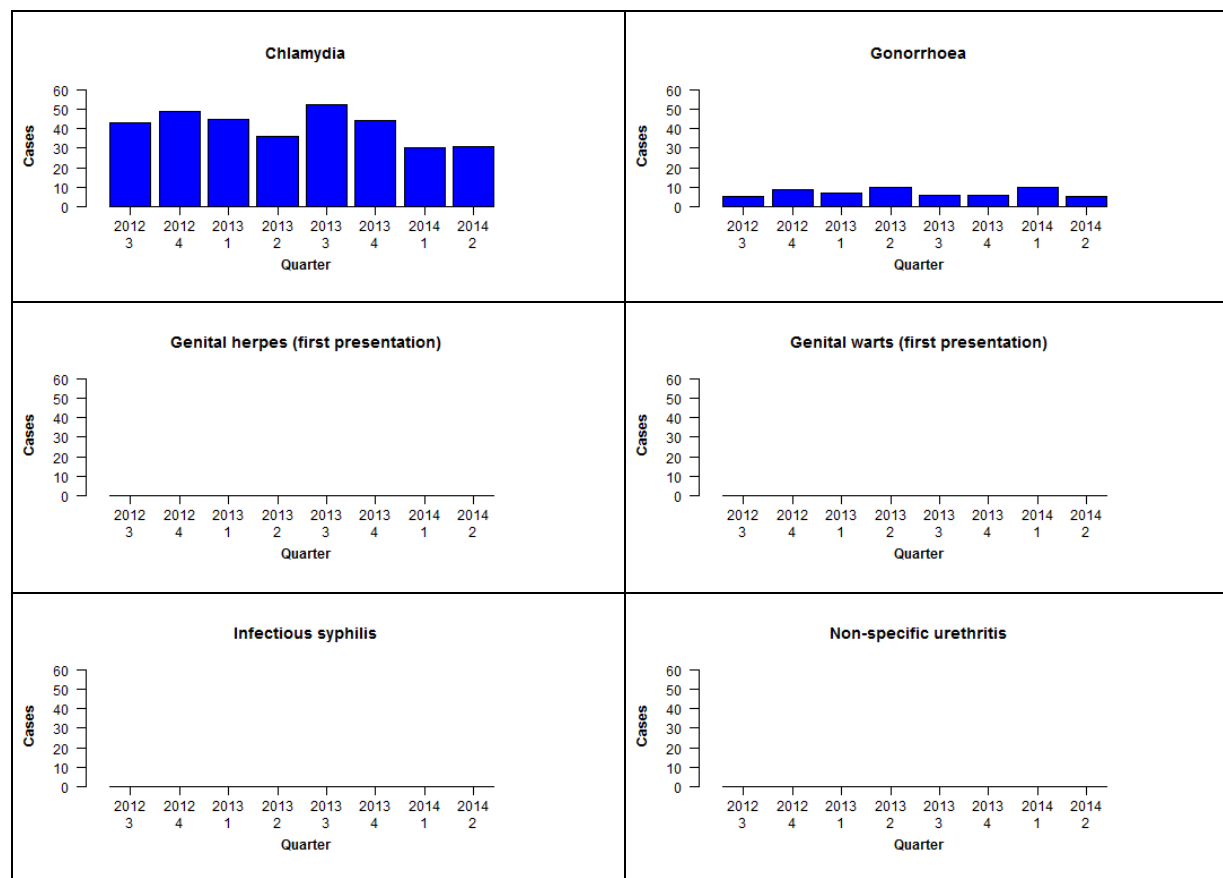 Chlamydia
60
50
40
30
20
10
0
Cases
2012 2012 2013 2013 2013 2013 2014 2014
3 4 1 2 3 4 1 2
Quarter
Gonorrhoea
60
50
40
30
20
10
0
Cases
2012 2012 2013 2013 2013 2013 2014 2014
3 4 1 2 3 4 1 2
Quarter
Genital herpes (first presentation)
60
50
40
30
20
10
0
Cases
2012 2012 2013 2013 2013 2013 2014 2014
3 4 1 2 3 4 1 2
Quarter
Genital warts (first presentation)
60
50
40
30
20
10
0
Cases
2012 2012 2013 2013 2013 2013 2014 2014
3 4 1 2 3 4 1 2
Quarter
Infectious syphilis
60
50
40
30
20
10
0
Cases
2012 2012 2013 2013 2013 2013 2014 2014
3 4 1 2 3 4 1 2
Quarter
Non-specific urethritis
60
50
40
30
20
10
0
Cases
2012 2012 2013 2013 2013 2013 2014 2014
3 4 1 2 3 4 1 2
Quarter